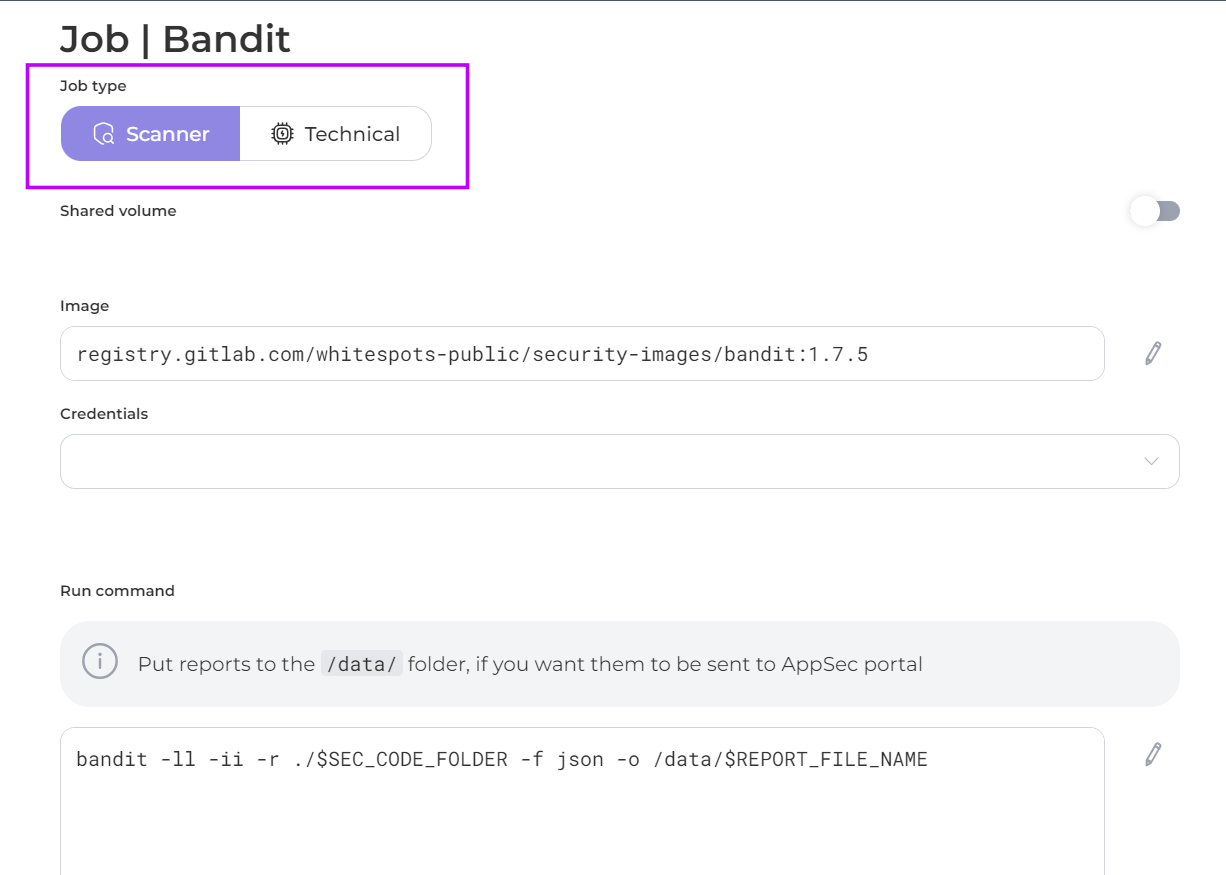 Job | Bandit
Job type
Scanner
Technical
Shared volume
Image
registry.gitlab.com/whitespots-public/security-images/bandit:1.7.5
Credentials
Run command
Put reports to the /data/ folder, if you want them to be sent to AppSec portal
bandit -ll -ii -r ./$SEC_CODE_FOLDER -f json -o /data/$REPORT_FILE_NAME